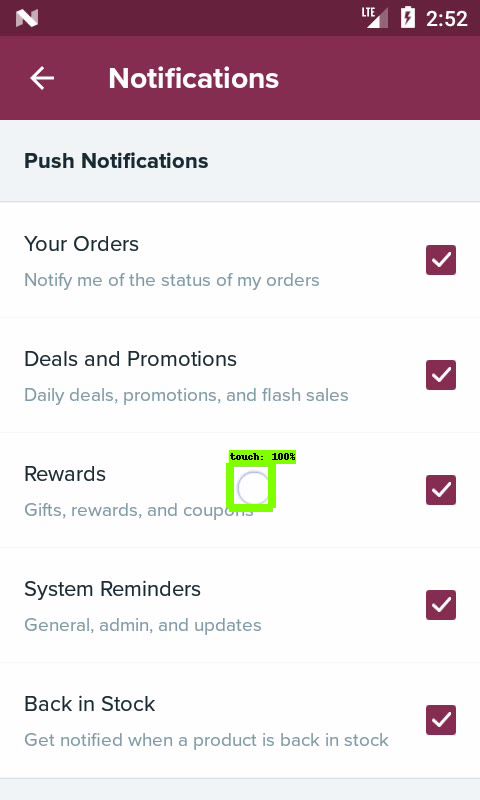 LTE 2:52
Notifications
Push Notifications
Your Orders
Notify me of the status of my orders
Deals and Promotions
Daily deals, promotions, and flash sales
touch: 100%
Rewards
Gifts, rewards, and coupons
System Reminders
General, admin, and updates
Back in Stock
Get notified when a product is back in stock